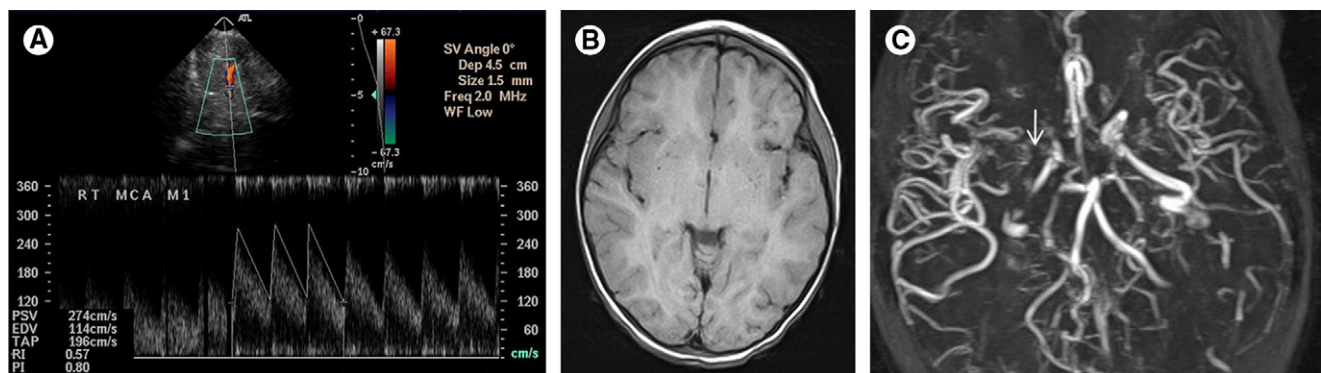 A
ATL
+ 67.3
- 67.3
cm/s
0
-5
-10
SV Angle 0°
Dep 4.5 cm
Size 1.5 mm
Freq 2.0 MHz
WF Low
RT MCA M1
360
300
240
180
120
360
300
240
180
120
60
cm/s
PSV 274cm/s
EDV 114cm/s
TAP 196cm/s
RI 0.57
PI 0.80
B
C